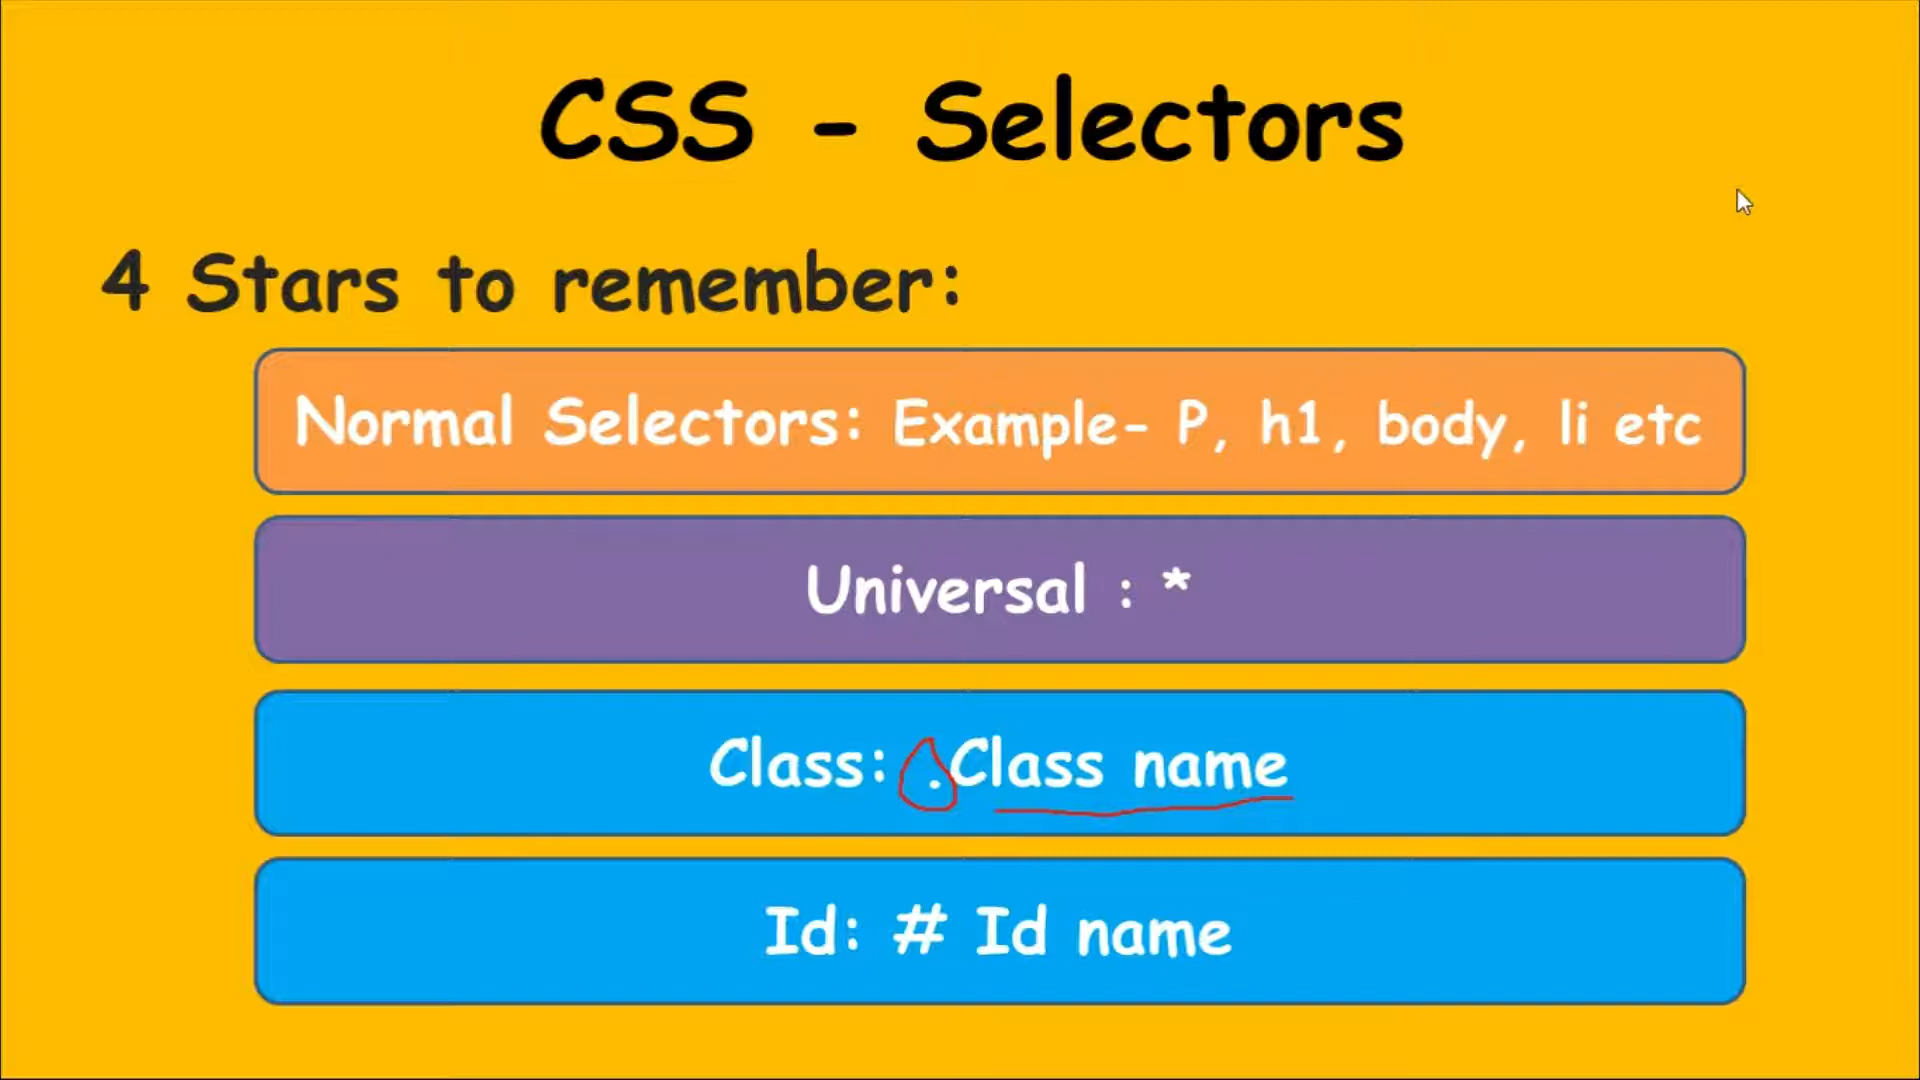 CSS - Selectors
4 Stars to remember:
Normal Selectors: Example- P, h1, body, li etc
Universal : *
Class: .Class name
Id: # Id name